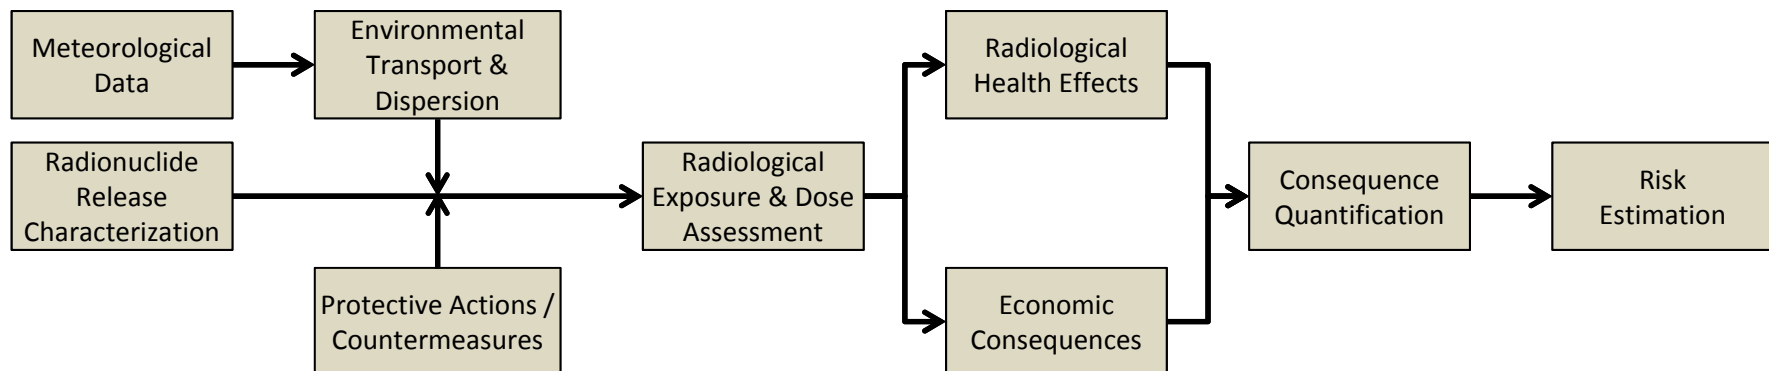 Meteorological
Data
Environmental
Transport &
Dispersion
Radionuclide
Release
Characterization
Protective Actions /
Countermeasures
Radiological
Exposure & Dose
Assessment
Radiological
Health Effects
Economic
Consequences
Consequence
Quantification
Risk
Estimation